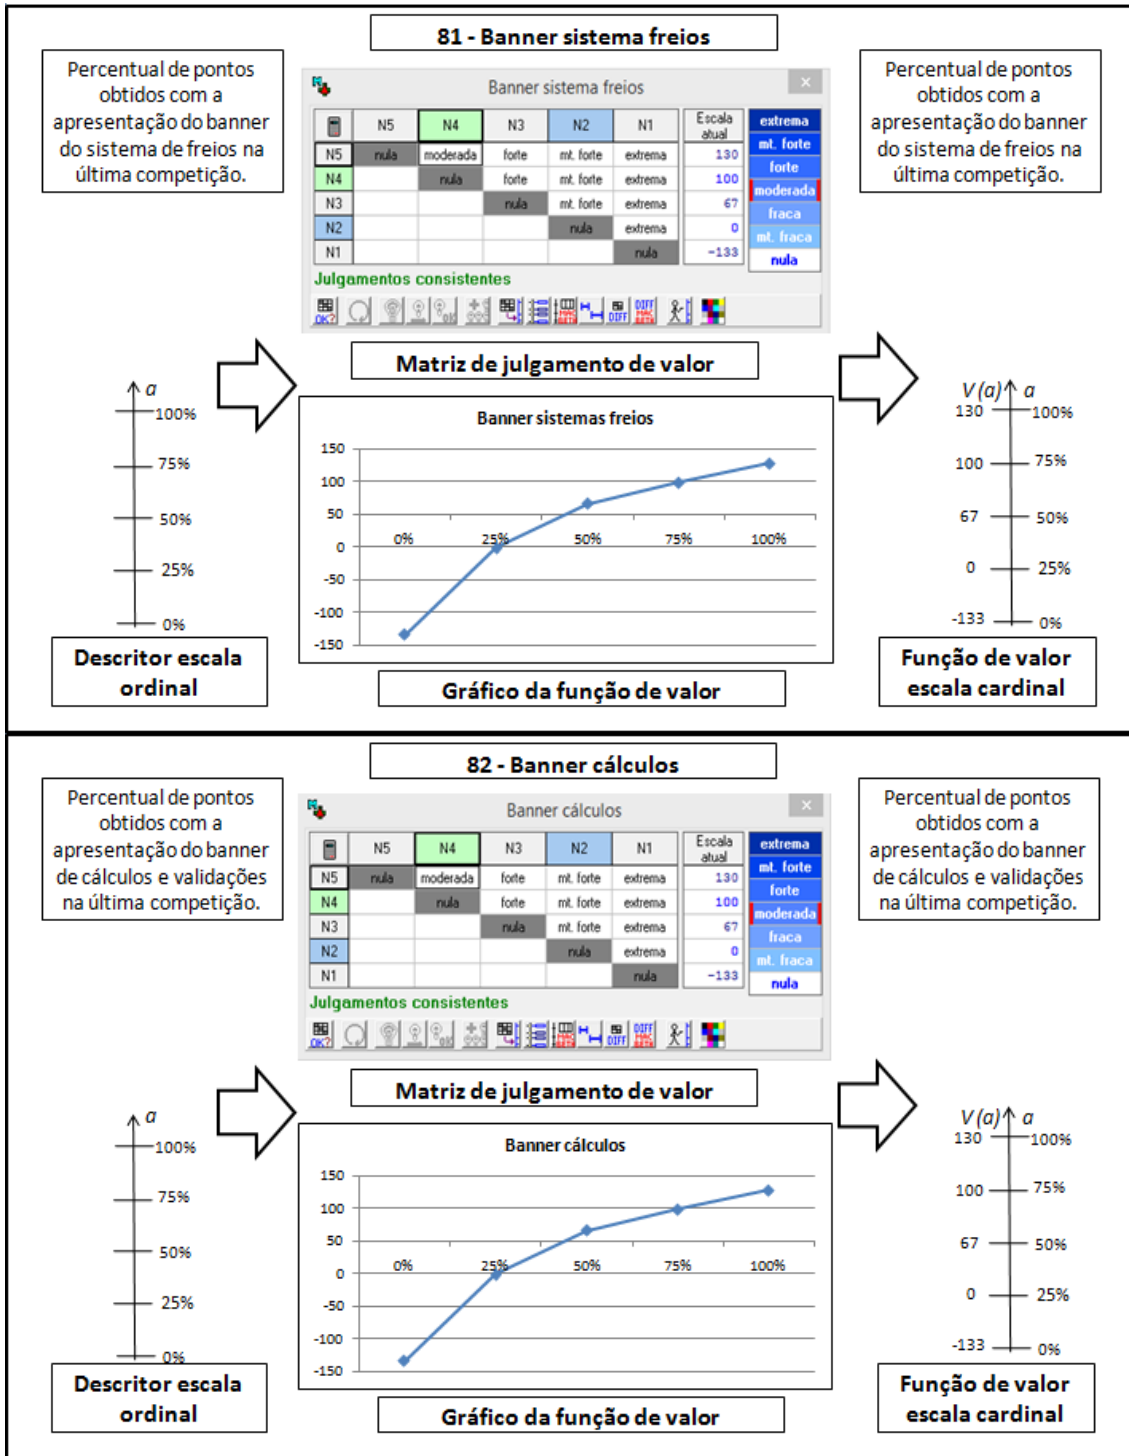 81 - Banner sistema freios
Percentual de pontos
obtidos com a
apresentação do banner
do sistema de freios na
última competição.
Banner sistema freios
N5 N4 N3 N2 N1 Escala atual
N5 nula moderada forte mt. forte extrema 130
N4 nula forte mt. forte extrema 100
N3 nula mt. forte extrema 67
N2 nula extrema 0
N1 nula -133
Julgamentos consistentes
extrema
mt. forte
forte
moderada
fraca
mt. fraca
nula
Percentual de pontos
obtidos com a
apresentação do banner
do sistema de freios na
última competição.
OK?
DIFF
DIFF
Matriz de julgamento de valor
a
100%
75%
50%
25%
0%
Descritor escala
ordinal
Banner sistemas freios
150
100
50
0
-50
-100
-150
0% 25% 50% 75% 100%
Gráfico da função de valor
V (a) a
130 100%
100 75%
67 50%
0 25%
-133 0%
Função de valor
escala cardinal
82 - Banner cálculos
Percentual de pontos
obtidos com a
apresentação do banner
de cálculos e validações
na última competição.
Banner cálculos
N5 N4 N3 N2 N1 Escala atual
N5 nula moderada forte mt. forte extrema 130
N4 nula forte mt. forte extrema 100
N3 nula mt. forte extrema 67
N2 nula extrema 0
N1 nula -133
Julgamentos consistentes
extrema
mt. forte
forte
moderada
fraca
mt. fraca
nula
Percentual de pontos
obtidos com a
apresentação do banner
de cálculos e validações
na última competição.
OK?
DIFF
DIFF
Matriz de julgamento de valor
a
100%
75%
50%
25%
0%
Descritor escala
ordinal
Banner cálculos
150
100
50
0
-50
-100
-150
0% 25% 50% 75% 100%
Gráfico da função de valor
V (a) a
130 100%
100 75%
67 50%
0 25%
-133 0%
Função de valor
escala cardinal